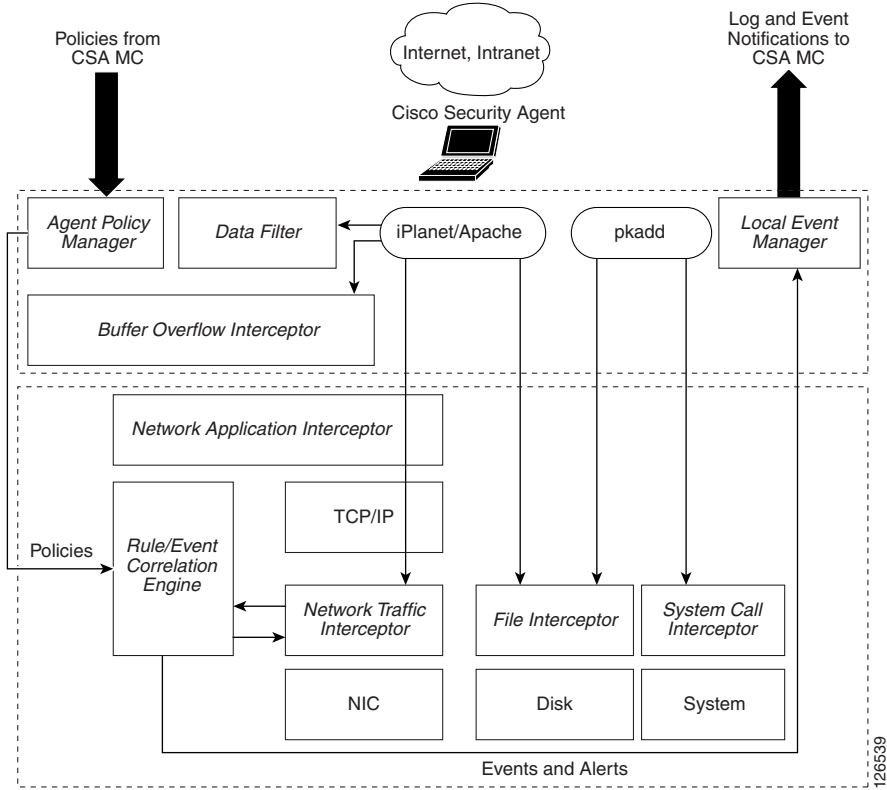 Policies from
CSA MC
Internet, Intranet
Log and Event
Notifications to
CSA MC
Cisco Security Agent
Agent Policy
Manager
Data Filter
iPlanet/Apache
pkadd
Local Event
Manager
Buffer Overflow Interceptor
Network Application Interceptor
Policies
Rule/Event
Correlation
Engine
TCP/IP
Network Traffic
Interceptor
File Interceptor
System Call
Interceptor
NIC
Disk
System
Events and Alerts
126539